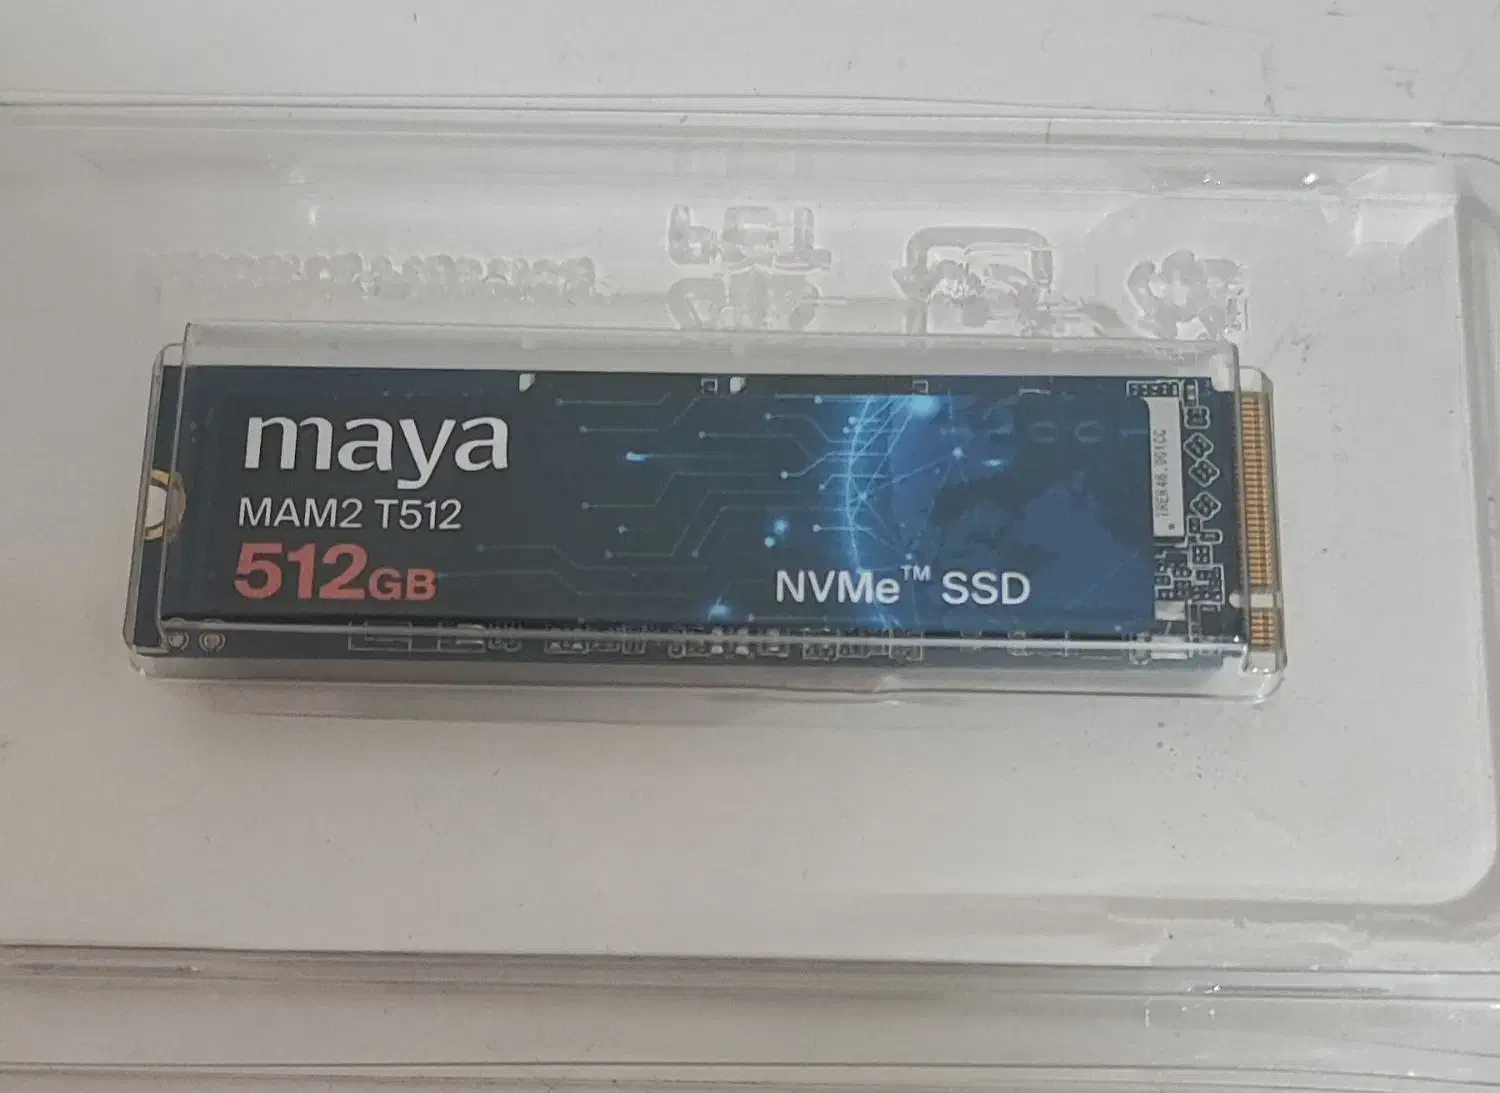 maya
MAM2 T512
512GB
NVMe™ SSD